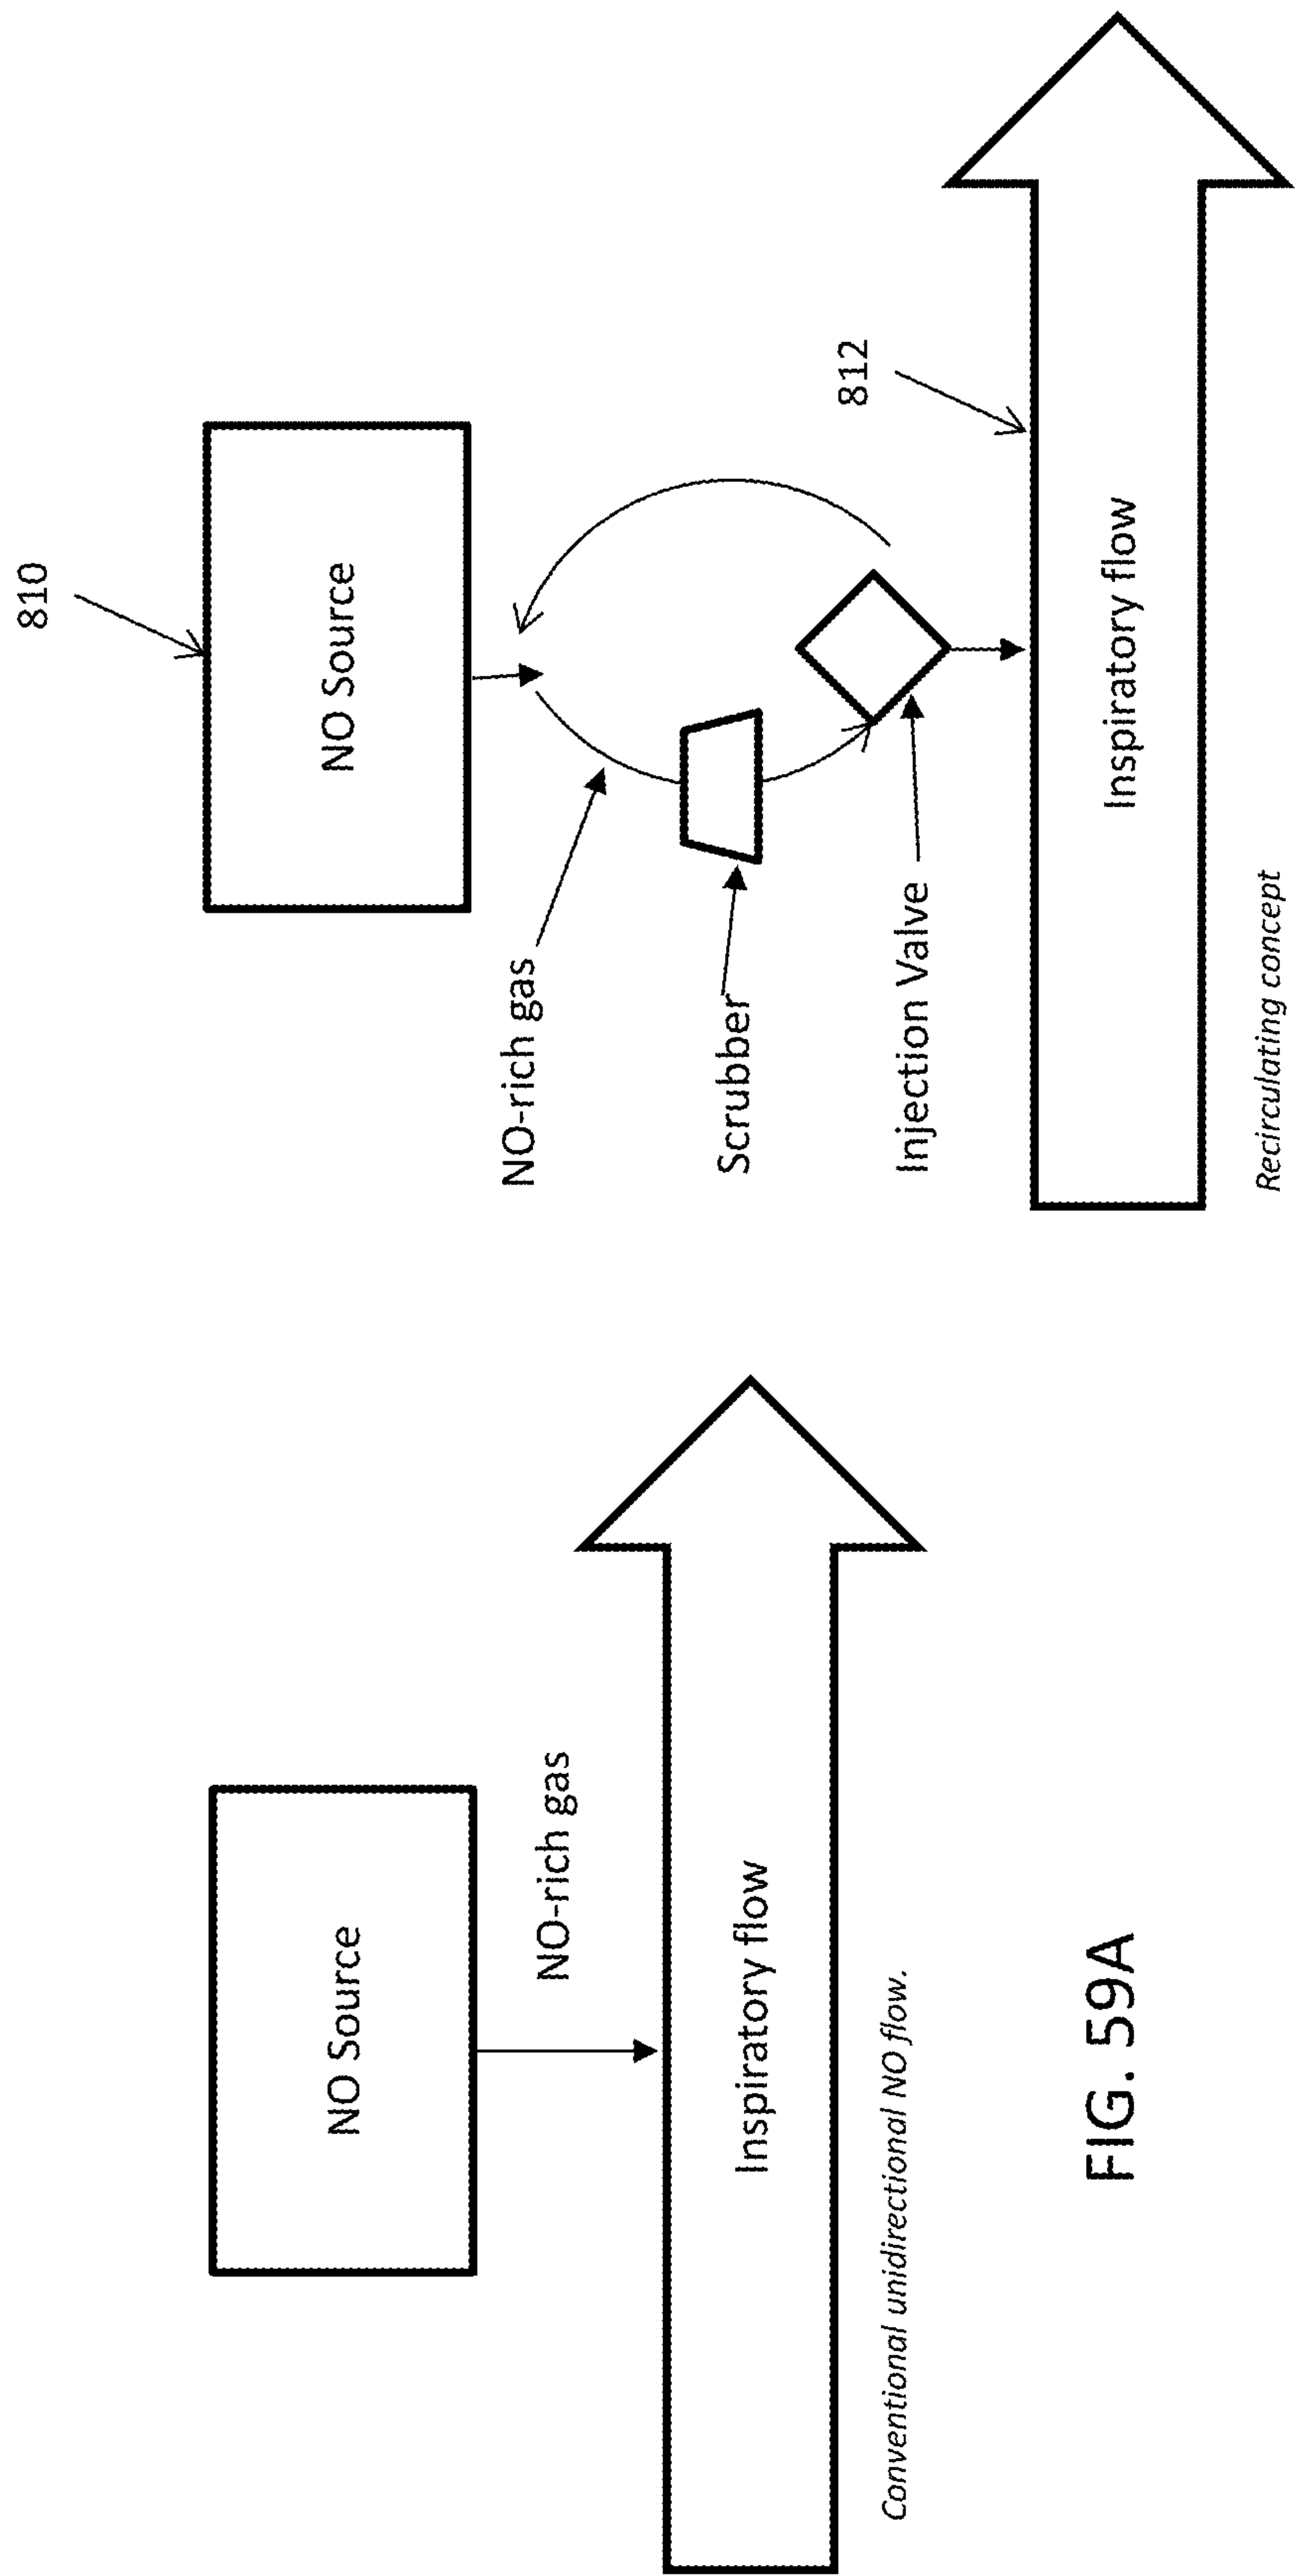 NO Source
NO-rich gas
Inspiratory flow
Conventional unidirectional NO flow.
FIG. 59A
810
NO Source
NO-rich gas
Scrubber
Injection Valve
812
Inspiratory flow
Recirculating concept